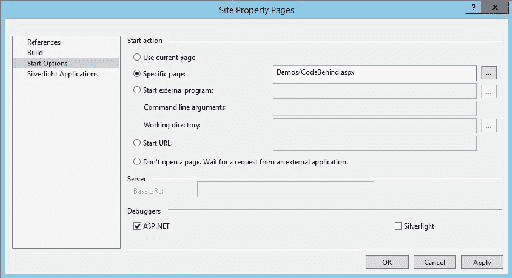 Site Property Pages
References
Build
Start Options
Silverlight Applications
Start action
Use current page
Specific page:
Demos/CodeBehind.aspx
...
Start external program:
...
Command line arguments:
Working directory:
...
Start URL:
Don't open a page. Wait for a request from an external application.
Server
Base URL:
Debuggers
ASP.NET
Silverlight
OK
Cancel
Apply